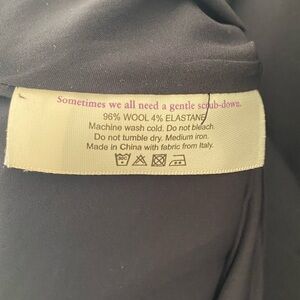 Sometimes we all need a gentle scrub-down.
96% WOOL 4% ELASTANE
Machine wash cold. Do not bleach.
Do not tumble dry. Medium iron.
Made in China with fabric from Italy.